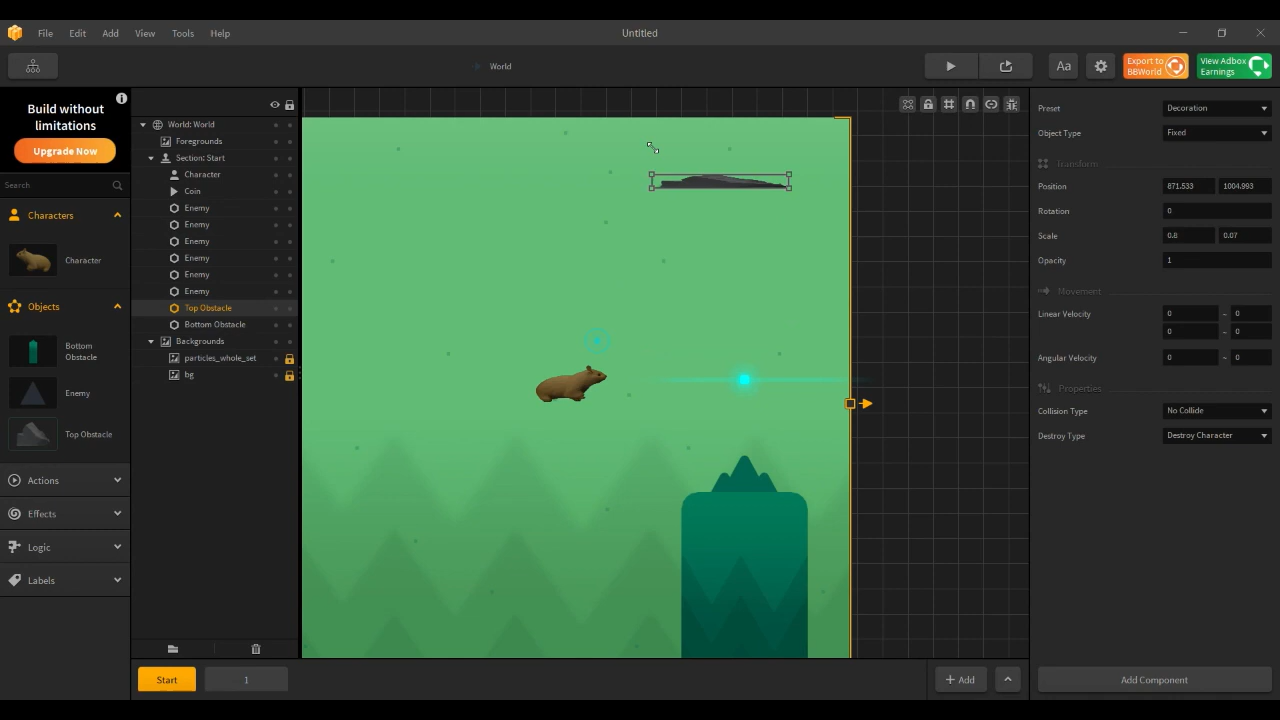 File Edit Add View Tools Help
Untitled
World
Aa
Export to
BBWorld
View Adbox
Earnings
Build without
limitations
Upgrade Now
Search
Characters
Character
Objects
Bottom
Obstacle
Enemy
Top Obstacle
Actions
Effects
Logic
Labels
World: World
Foregrounds
Section: Start
Character
Coin
Enemy
Enemy
Enemy
Enemy
Enemy
Enemy
Top Obstacle
Bottom Obstacle
Backgrounds
particles_whole_set
bg
Start
1
Add
Preset Decoration
Object Type Fixed
Transform
Position 871.533 1004.993
Rotation 0
Scale 0.8 0.07
Opacity 1
Movement
Linear Velocity 0 ~ 0
0 ~ 0
Angular Velocity 0 ~ 0
Properties
Collision Type No Collide
Destroy Type Destroy Character
Add Component